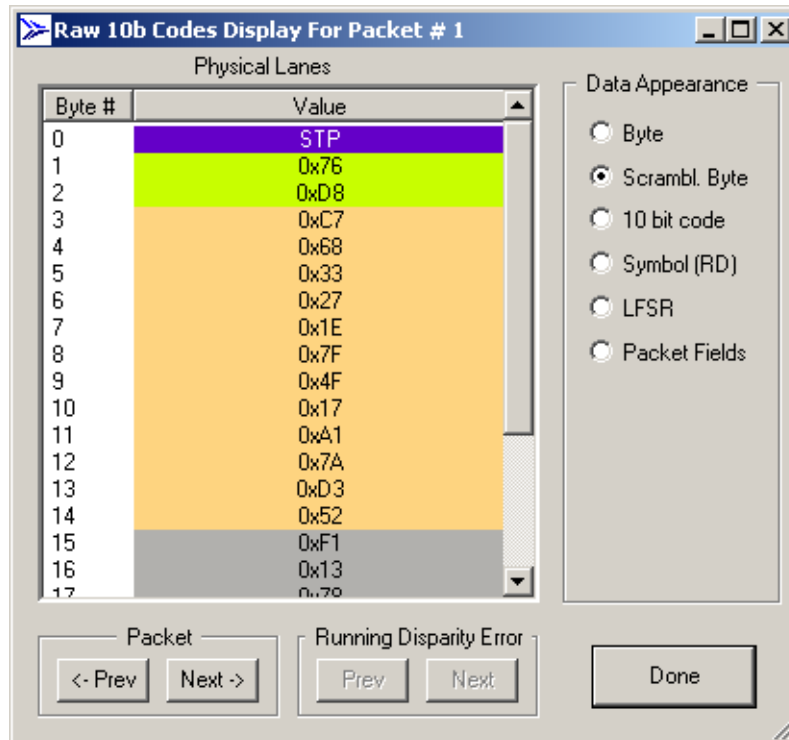 Raw 10b Codes Display For Packet # 1
Physical Lanes
Byte # Value
0 STP
1 0x76
2 0xD8
3 0xC7
4 0x68
5 0x33
6 0x27
7 0x1E
8 0x7F
9 0x4F
10 0x17
11 0xA1
12 0x7A
13 0xD3
14 0x52
15 0xF1
16 0x13
17
Data Appearance
Byte
Scrambl. Byte
10 bit code
Symbol (RD)
LFSR
Packet Fields
Packet
<- Prev Next ->
Running Disparity Error
Prev Next
Done